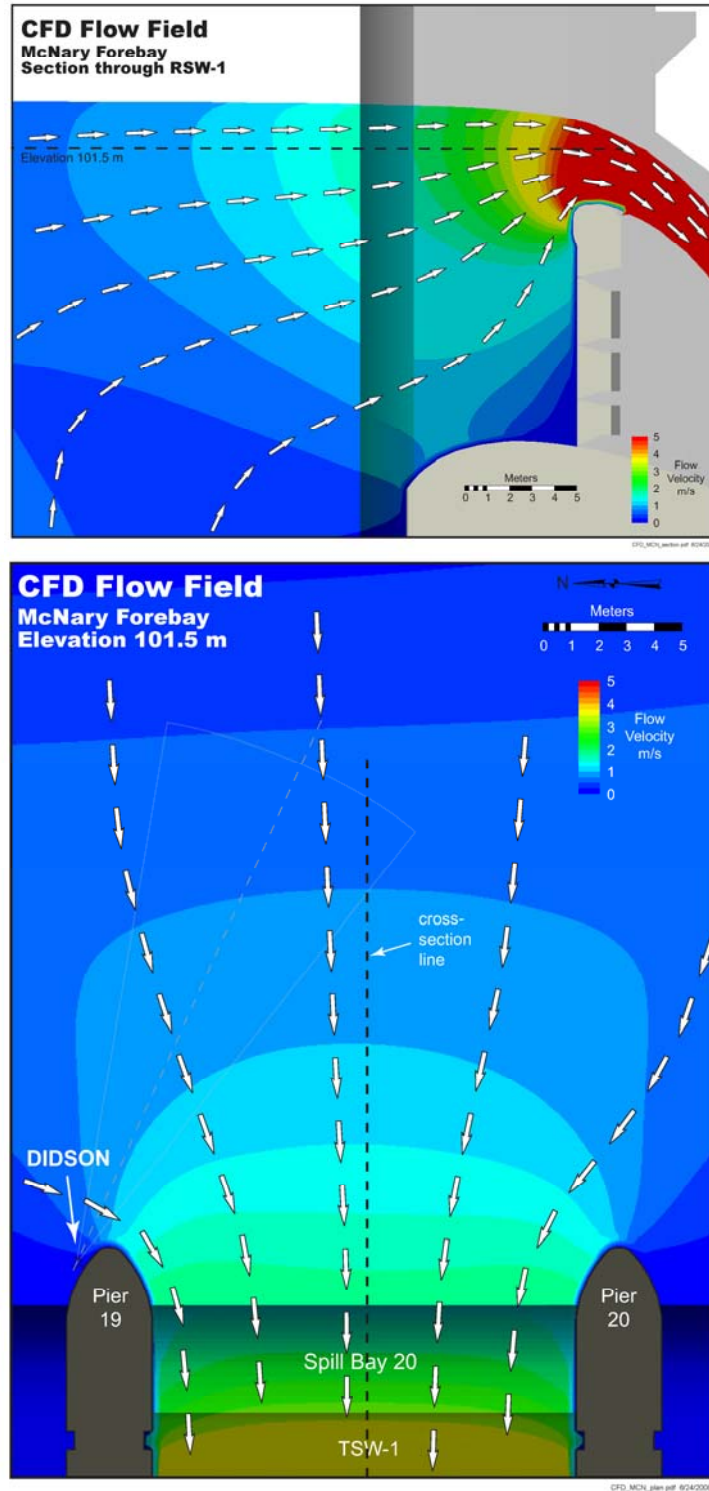 CFD Flow Field
McNary Forebay
Section through RSW-1
Elevation 101.5 m
Meters
0 1 2 3 4 5
5
4
3
2
1
0
Flow
Velocity
m/s
CFD Flow Field
McNary Forebay
Elevation 101.5 m
N
Meters
0 1 2 3 4 5
5
4
3
2
1
0
Flow
Velocity
m/s
cross-
section
line
DIDSON
Pier
19
Pier
20
Spill Bay 20
TSW-1